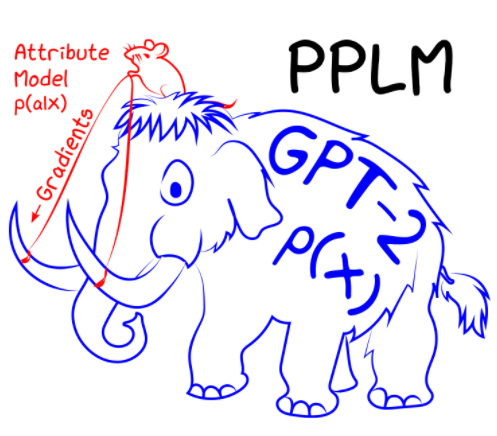 PPLM
Attribute
Model
p(a|x)
Gradients
GPT-2
p(x)